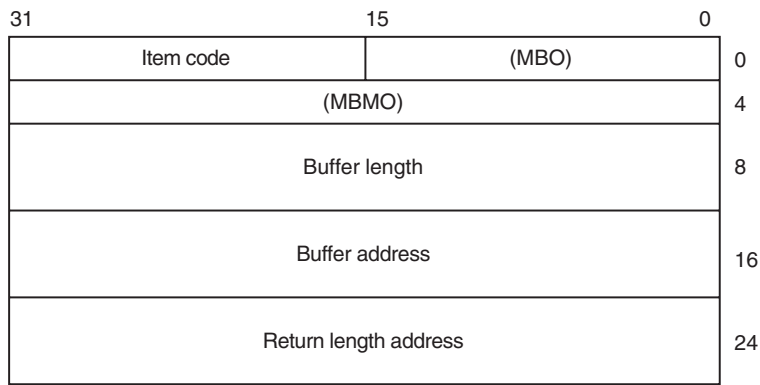 31 15 0
Item code (MBO) 0
(MBMO) 4
Buffer length 8
Buffer address 16
Return length address 24